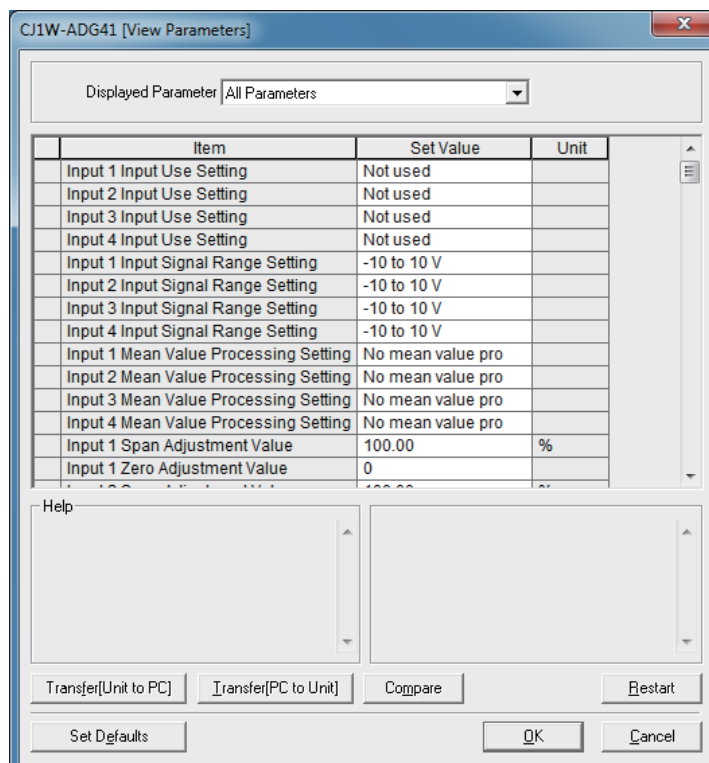 CJ1W-ADG41 [View Parameters]
Displayed Parameter All Parameters
Item Set Value Unit
Input 1 Input Use Setting Not used
Input 2 Input Use Setting Not used
Input 3 Input Use Setting Not used
Input 4 Input Use Setting Not used
Input 1 Input Signal Range Setting -10 to 10 V
Input 2 Input Signal Range Setting -10 to 10 V
Input 3 Input Signal Range Setting -10 to 10 V
Input 4 Input Signal Range Setting -10 to 10 V
Input 1 Mean Value Processing Setting No mean value pro
Input 2 Mean Value Processing Setting No mean value pro
Input 3 Mean Value Processing Setting No mean value pro
Input 4 Mean Value Processing Setting No mean value pro
Input 1 Span Adjustment Value 100.00 %
Input 1 Zero Adjustment Value 0
Help
Transfer[Unit to PC] Transfer[PC to Unit] Compare Restart
Set Defaults OK Cancel